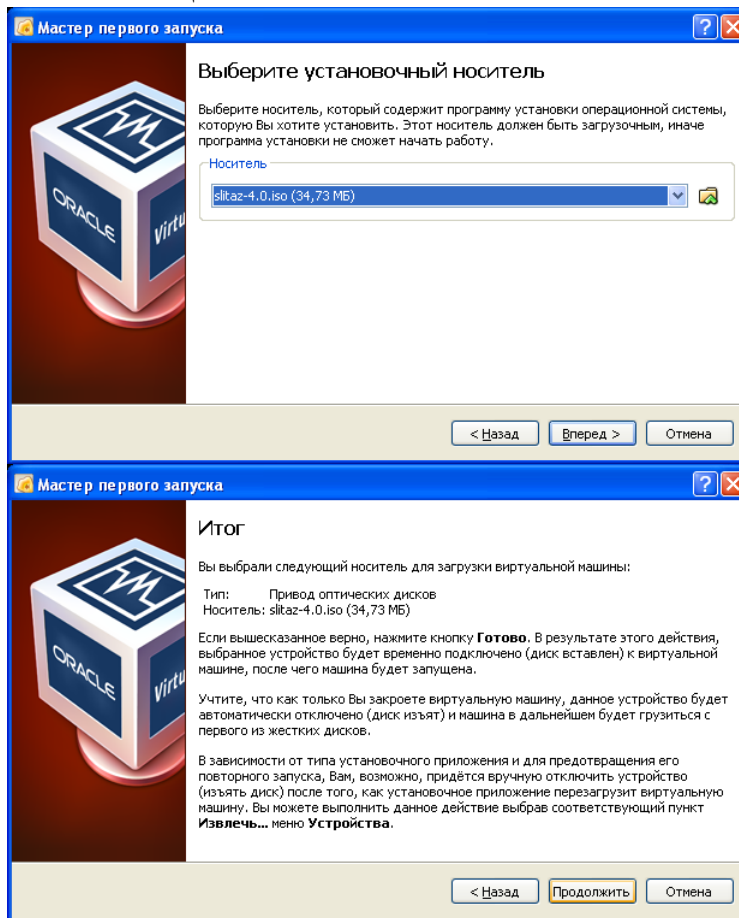 Мастер первого запуска
Выберите установочный носитель
Выберите носитель, который содержит программу установки операционной системы,
которую Вы хотите установить. Этот носитель должен быть загрузочным, иначе
программа установки не сможет начать работу.
Носитель
slitaz-4.0.iso (34,73 МБ)
ORACLE
Virtu
< Назад
Вперед >
Отмена
Мастер первого запуска
Итог
Вы выбрали следующий носитель для загрузки виртуальной машины:
Тип: Привод оптических дисков
Носитель: slitaz-4.0.iso (34,73 МБ)
Если вышесказанное верно, нажмите кнопку Готово. В результате этого действия,
выбранное устройство будет временно подключено (диск вставлен) к виртуальной
машине, после чего машина будет запущена.
Учтите, что как только Вы закроете виртуальную машину, данное устройство будет
автоматически отключено (диск изъят) и машина в дальнейшем будет грузиться с
первого из жестких дисков.
В зависимости от типа установочного приложения и для предотвращения его
повторного запуска, Вам, возможно, придётся вручную отключить устройство
(изъять диск) после того, как установочное приложение перезагрузит виртуальную
машину. Вы можете выполнить данное действие выбрав соответствующий пункт
Извлечь... меню Устройства.
ORACLE
Virtu
< Назад
Продолжить
Отмена